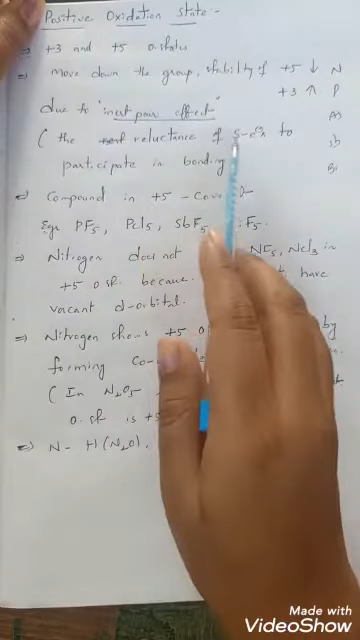 Positive Oxidation state:-
⇒ +3 and +5 o.states
⇒ Move down the group, stability of +5 ↓ N
+3 ↑ P
due to "inert pair effect" As
( the reluctance of s-e's to Sb
participate in bonding Bi
⇒ Compound in +5 - Coval
Eg: PF5, PCl5, SbF5 F5.
⇒ Nitrogen does not NF5, NCl3 in
+5 o.s. because have
vacant d-orbital.
⇒ Nitrogen shows +5 o by
forming Co-
( In N2O5
o.st is +5
⇒ N - H (N2O).
Made with
VideoShow